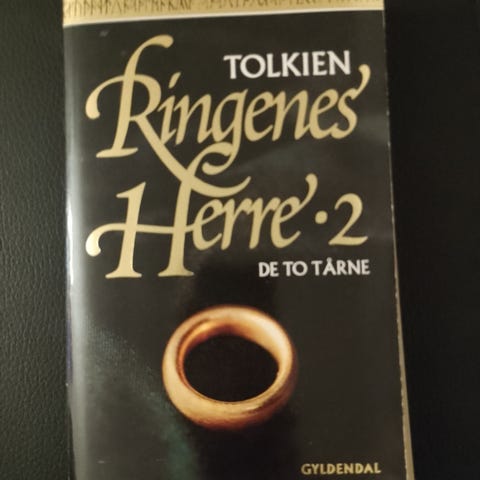 TOLKIEN
Ringenes
Herre · 2
DE TO TÅRNE
GYLDENDAL